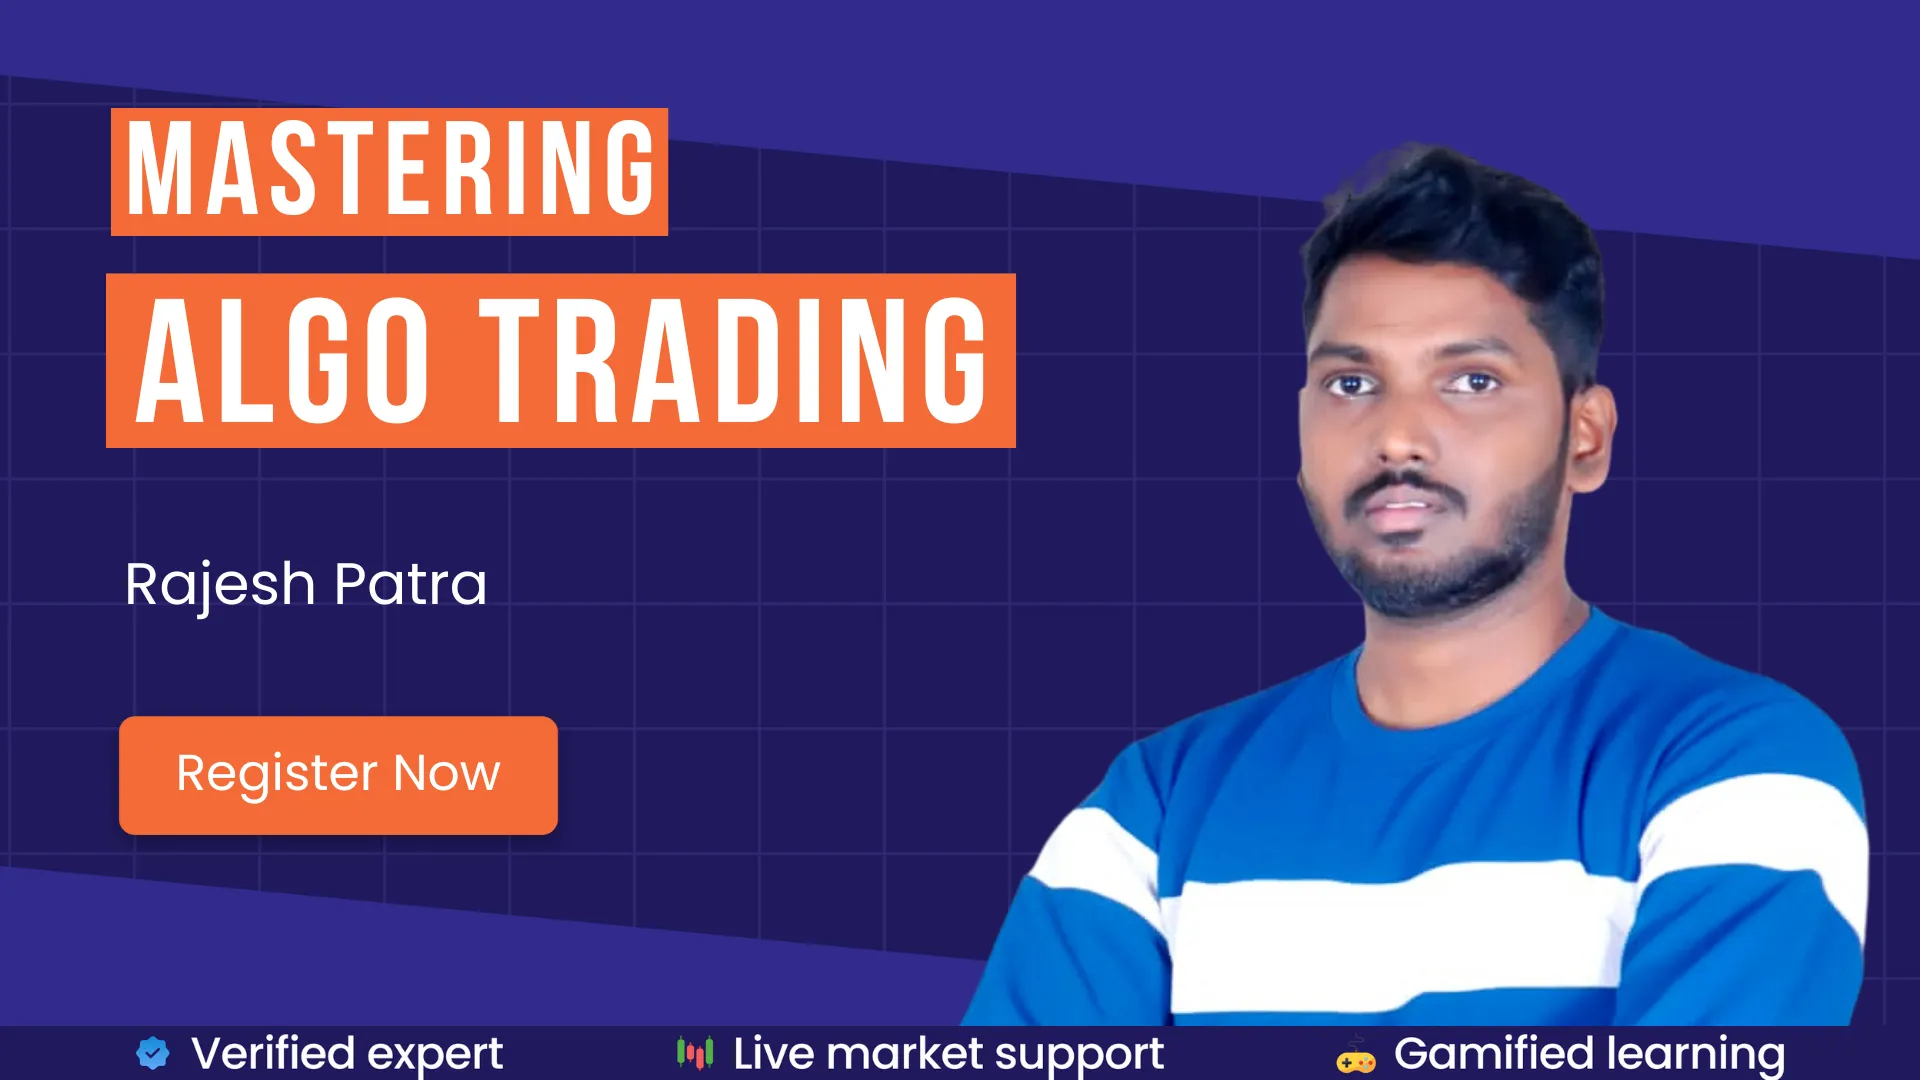 MASTERING
ALGO TRADING
Rajesh Patra
Register Now
Verified expert
Live market support
Gamified learning